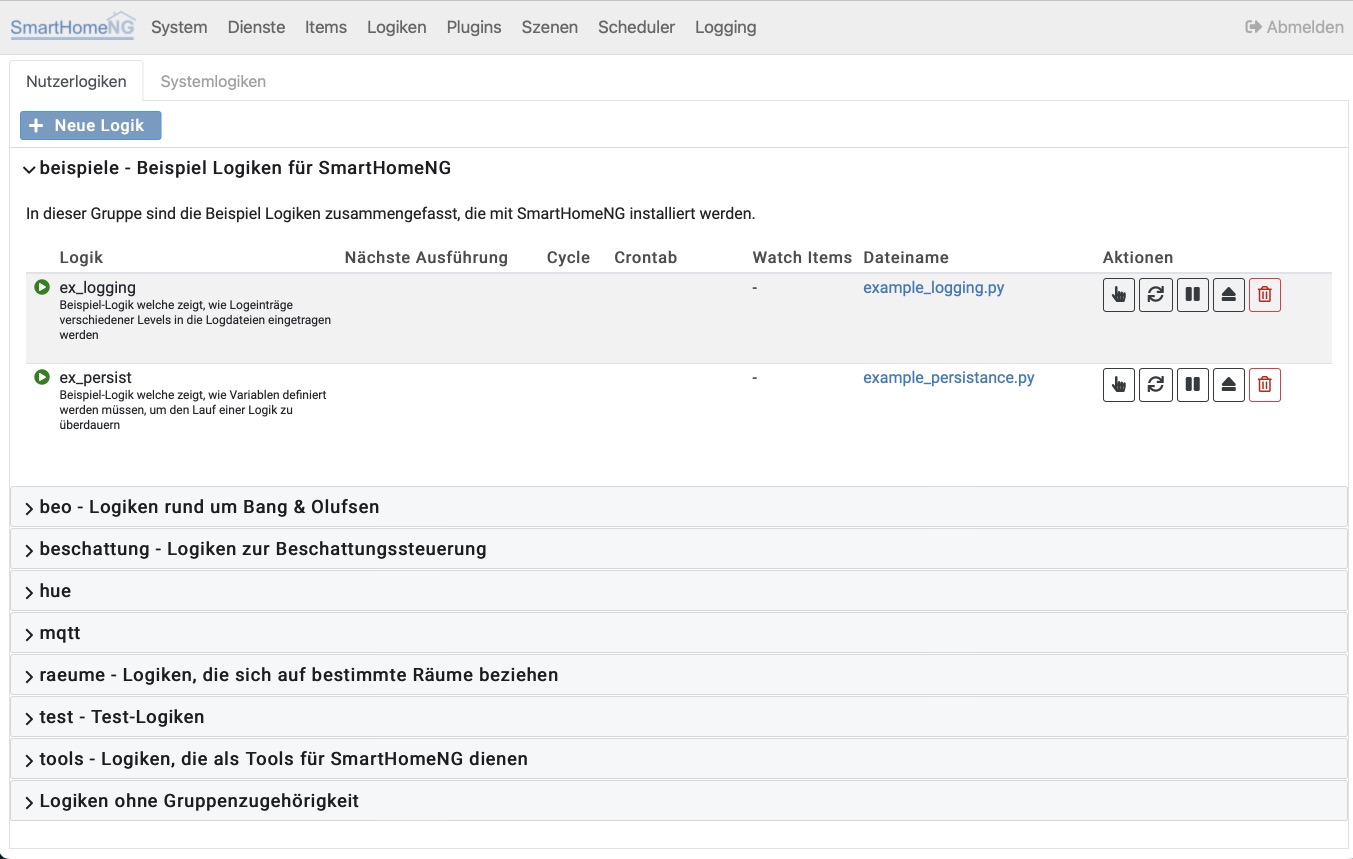 SmartHomeNG System Dienste Items Logiken Plugins Szenen Scheduler Logging Abmelden
Nutzerlogiken Systemlogiken
Neue Logik
beispiele - Beispiel Logiken für SmartHomeNG
In dieser Gruppe sind die Beispiel Logiken zusammengefasst, die mit SmartHomeNG installiert werden.
Logik Nächste Ausführung Cycle Crontab Watch Items Dateiname Aktionen
ex_logging - example_logging.py
Beispiel-Logik welche zeigt, wie Logeinträge
verschiedener Levels in die Logdateien eingetragen
werden
ex_persist - example_persistance.py
Beispiel-Logik welche zeigt, wie Variablen definiert
werden müssen, um den Lauf einer Logik zu
überdauern
beo - Logiken rund um Bang & Olufsen
beschattung - Logiken zur Beschattungssteuerung
hue
mqtt
raeume - Logiken, die sich auf bestimmte Räume beziehen
test - Test-Logiken
tools - Logiken, die als Tools für SmartHomeNG dienen
Logiken ohne Gruppenzugehörigkeit